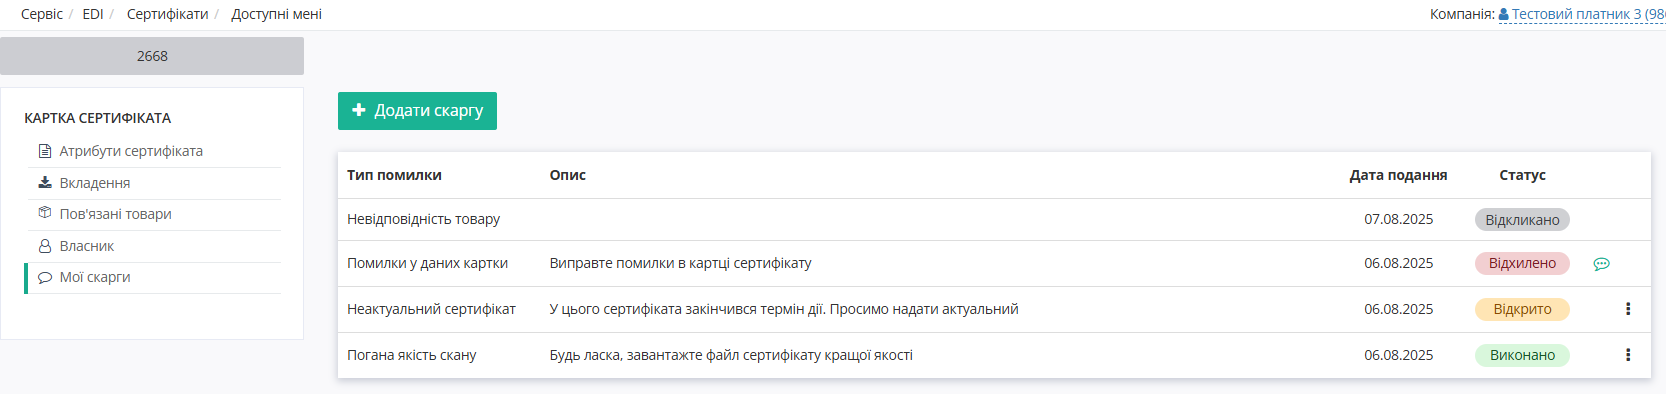 Сервіс / EDI / Сертифікати / Доступні мені
Компанія: Тестовий платник 3 (98
2668
КАРТКА СЕРТИФІКАТА
Атрибути сертифіката
Вкладення
Пов'язані товари
Власник
Мої скарги
+ Додати скаргу
Тип помилки Опис Дата подання Статус
Невідповідність товару 07.08.2025 Відкликано
Помилки у даних картки Виправте помилки в картці сертифікату 06.08.2025 Відхилено
Неактуальний сертифікат У цього сертифіката закінчився термін дії. Просимо надати актуальний 06.08.2025 Відкрито
Погана якість скану Будь ласка, завантажте файл сертифікату кращої якості 06.08.2025 Виконано